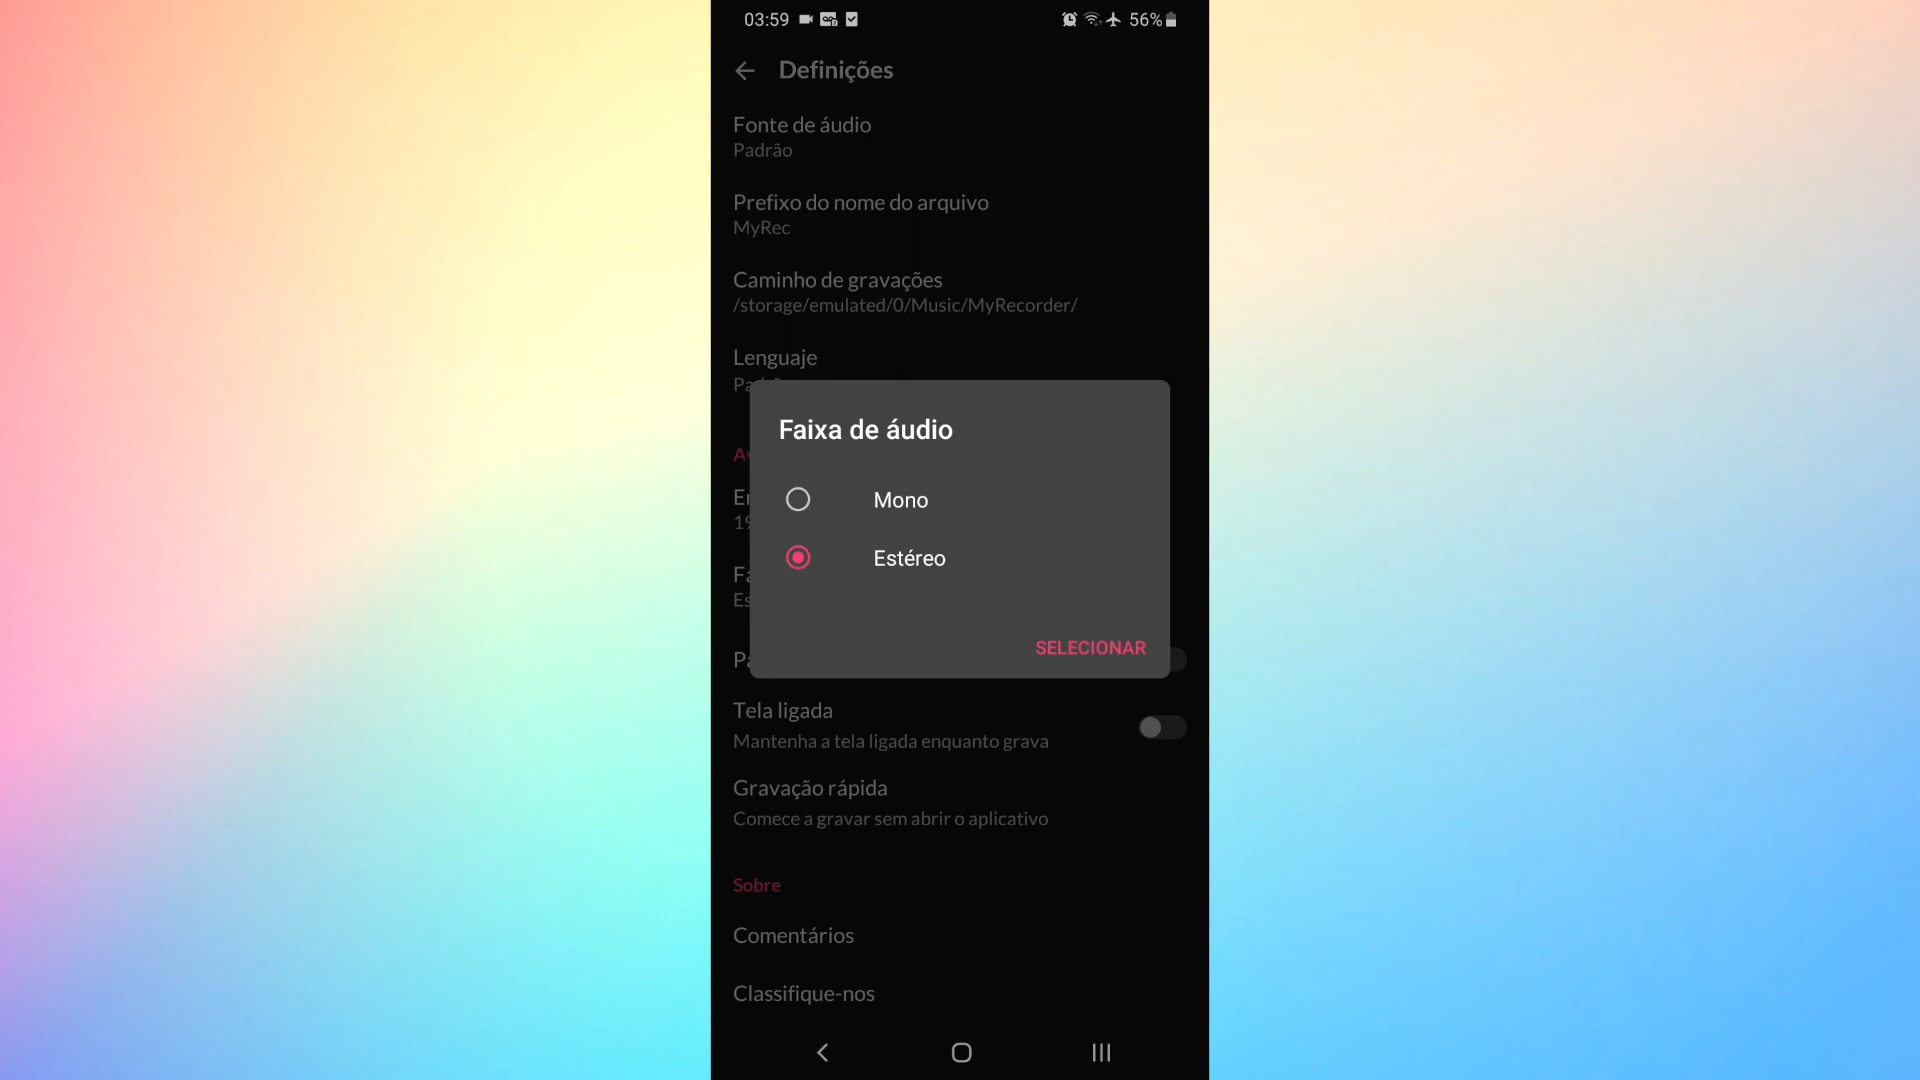 03:59
56%
Definições
Fonte de áudio
Padrão
Prefixo do nome do arquivo
MyRec
Caminho de gravações
/storage/emulated/0/Music/MyRecorder/
Lenguaje
Faixa de áudio
Mono
Estéreo
SELECIONAR
Tela ligada
Mantenha a tela ligada enquanto grava
Gravação rápida
Comece a gravar sem abrir o aplicativo
Sobre
Comentários
Classifique-nos